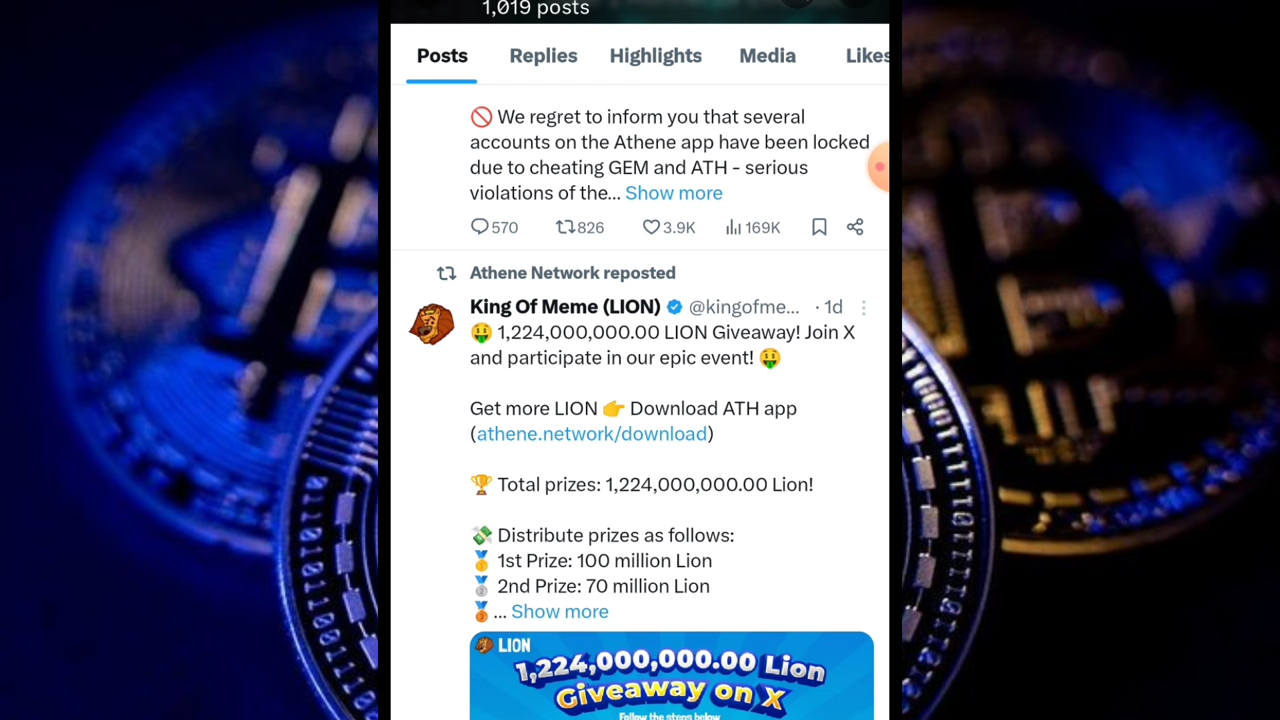 1,019 posts
Posts Replies Highlights Media Likes
🚫 We regret to inform you that several
accounts on the Athene app have been locked
due to cheating GEM and ATH - serious
violations of the... Show more
570 826 3.9K 169K
Athene Network reposted
King Of Meme (LION) @kingofme... · 1d
🤑 1,224,000,000.00 LION Giveaway! Join X
and participate in our epic event! 🤑
Get more LION 👉 Download ATH app
(athene.network/download)
🏆 Total prizes: 1,224,000,000.00 Lion!
💸 Distribute prizes as follows:
🥇 1st Prize: 100 million Lion
🥈 2nd Prize: 70 million Lion
🥉... Show more
LION
1,224,000,000.00 Lion
Giveaway on X
Follow the steps below